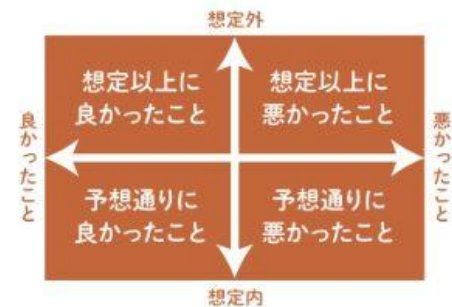 想定外
想定以上に
良かったこと
想定以上に
悪かったこと
良かったこと
悪かったこと
予想通りに
良かったこと
予想通りに
悪かったこと
想定内